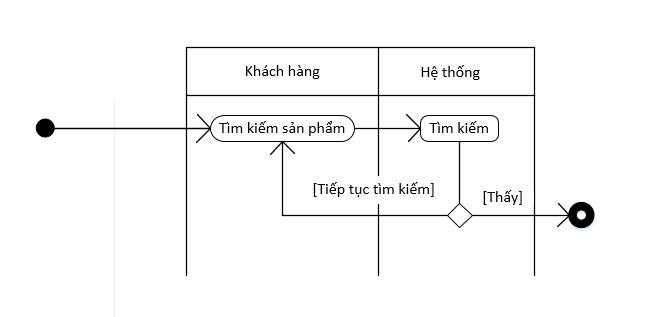 Khách hàng
Hệ thống
Tìm kiếm sản phẩm
Tìm kiếm
[Tiếp tục tìm kiếm]
[Thấy]